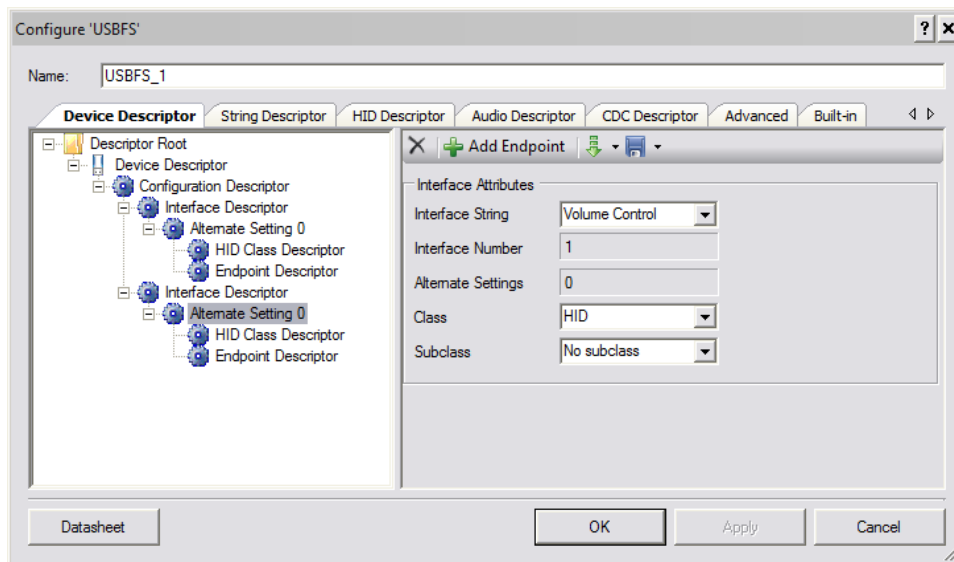 Configure 'USBFS'
Name: USBFS_1
Device Descriptor String Descriptor HID Descriptor Audio Descriptor CDC Descriptor Advanced Built-in
Descriptor Root
Device Descriptor
Configuration Descriptor
Interface Descriptor
Alternate Setting 0
HID Class Descriptor
Endpoint Descriptor
Interface Descriptor
Alternate Setting 0
HID Class Descriptor
Endpoint Descriptor
Add Endpoint
Interface Attributes
Interface String Volume Control
Interface Number 1
Alternate Settings 0
Class HID
Subclass No subclass
Datasheet OK Apply Cancel